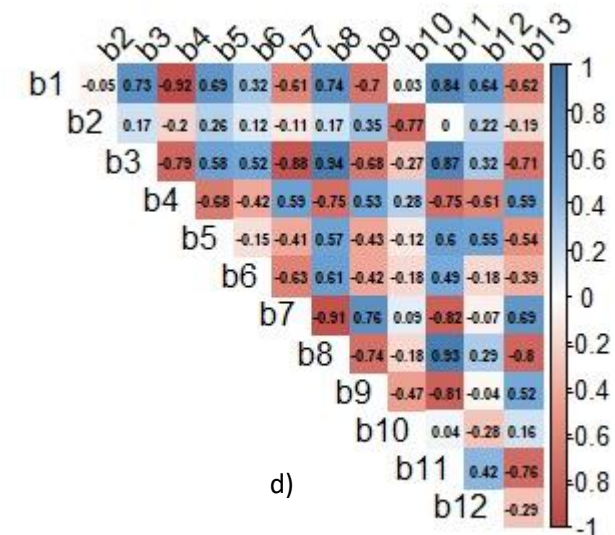 b2 b3 b4 b5 b6 b7 b8 b9 b10 b11 b12 b13
b1 -0.05 0.73 -0.92 0.69 0.32 -0.61 0.74 -0.7 0.03 0.84 0.64 -0.62
b2 0.17 -0.2 0.26 0.12 -0.11 0.17 0.35 -0.77 0 0.22 -0.19
b3 -0.79 0.58 0.52 -0.88 0.94 -0.68 -0.27 0.87 0.32 -0.71
b4 -0.68 -0.42 0.59 -0.75 0.53 0.28 -0.75 -0.61 0.59
b5 -0.15 -0.41 0.57 -0.43 -0.12 0.6 0.55 -0.54
b6 -0.63 0.61 -0.42 -0.18 0.49 -0.18 -0.39
b7 -0.91 0.76 0.09 -0.82 -0.07 0.69
b8 -0.74 -0.18 0.93 0.29 -0.8
b9 -0.47 -0.81 -0.04 0.52
b10 0.04 -0.28 0.16
b11 0.42 -0.76
b12 -0.29
d)
1
0.8
0.6
0.4
0.2
0
-0.2
-0.4
-0.6
-0.8
-1